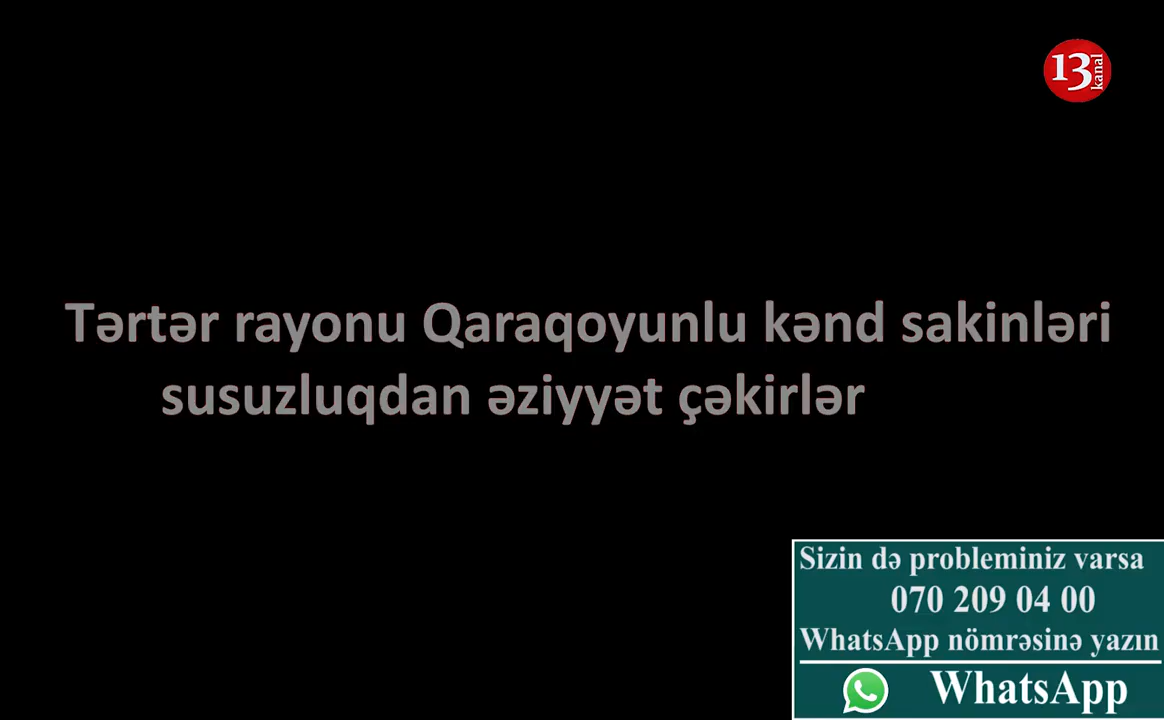 13 kanal
Tərtər rayonu Qaraqoyunlu kənd sakinləri
susuzluqdan əziyyət çəkirlər
Sizin də probleminiz varsa
070 209 04 00
WhatsApp nömrəsinə yazın
WhatsApp